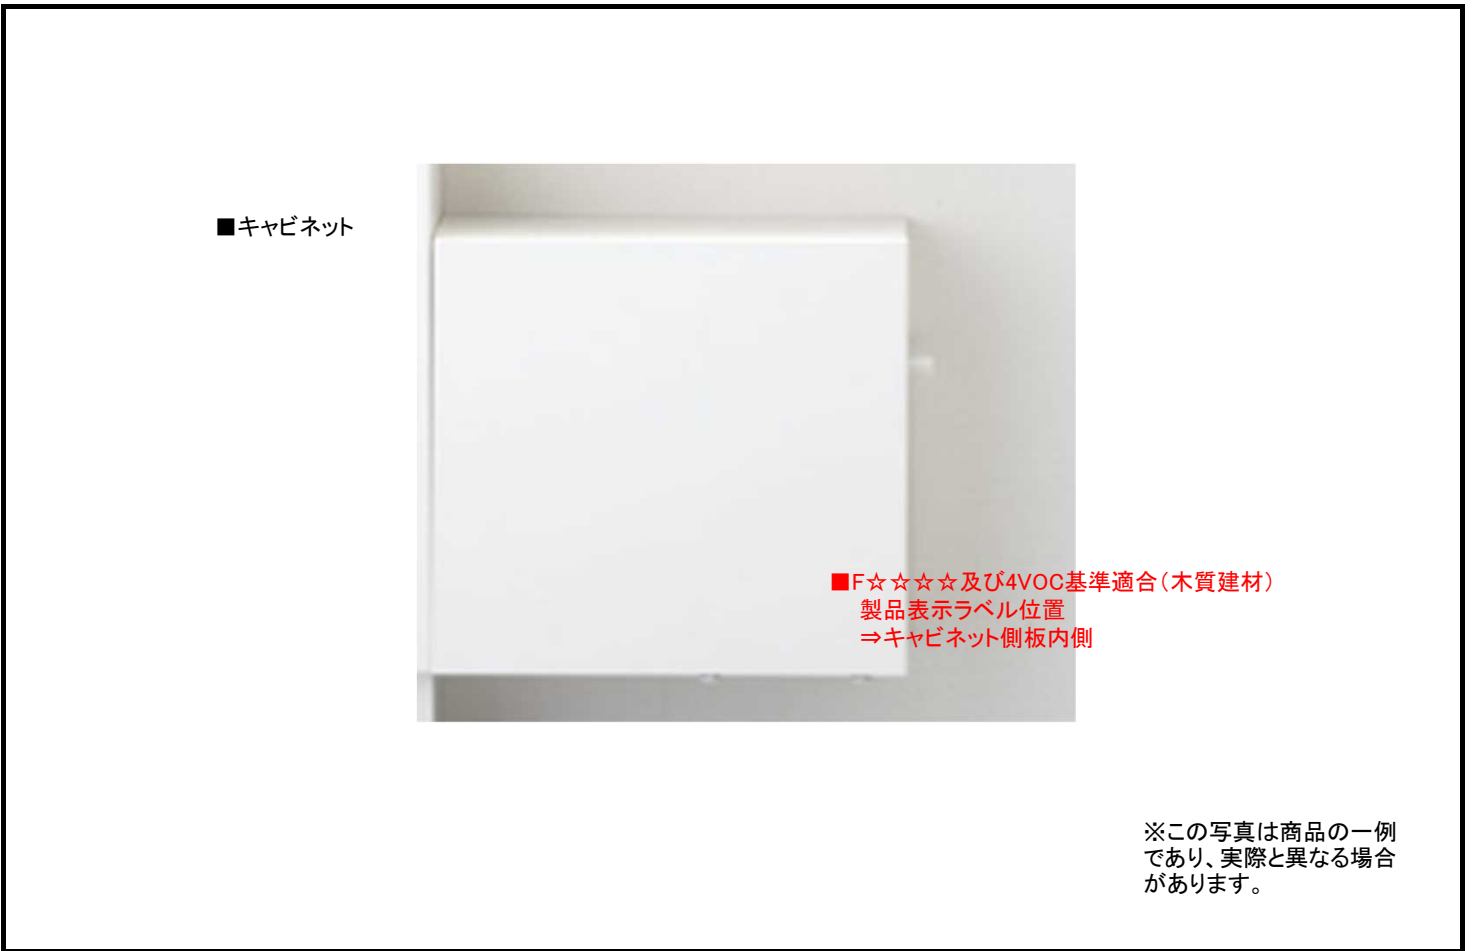 ■キャビネット
■F☆☆☆☆及び4VOC基準適合(木質建材)
製品表示ラベル位置
⇒キャビネット側板内側
※この写真は商品の一例
であり、実際と異なる場合
があります。